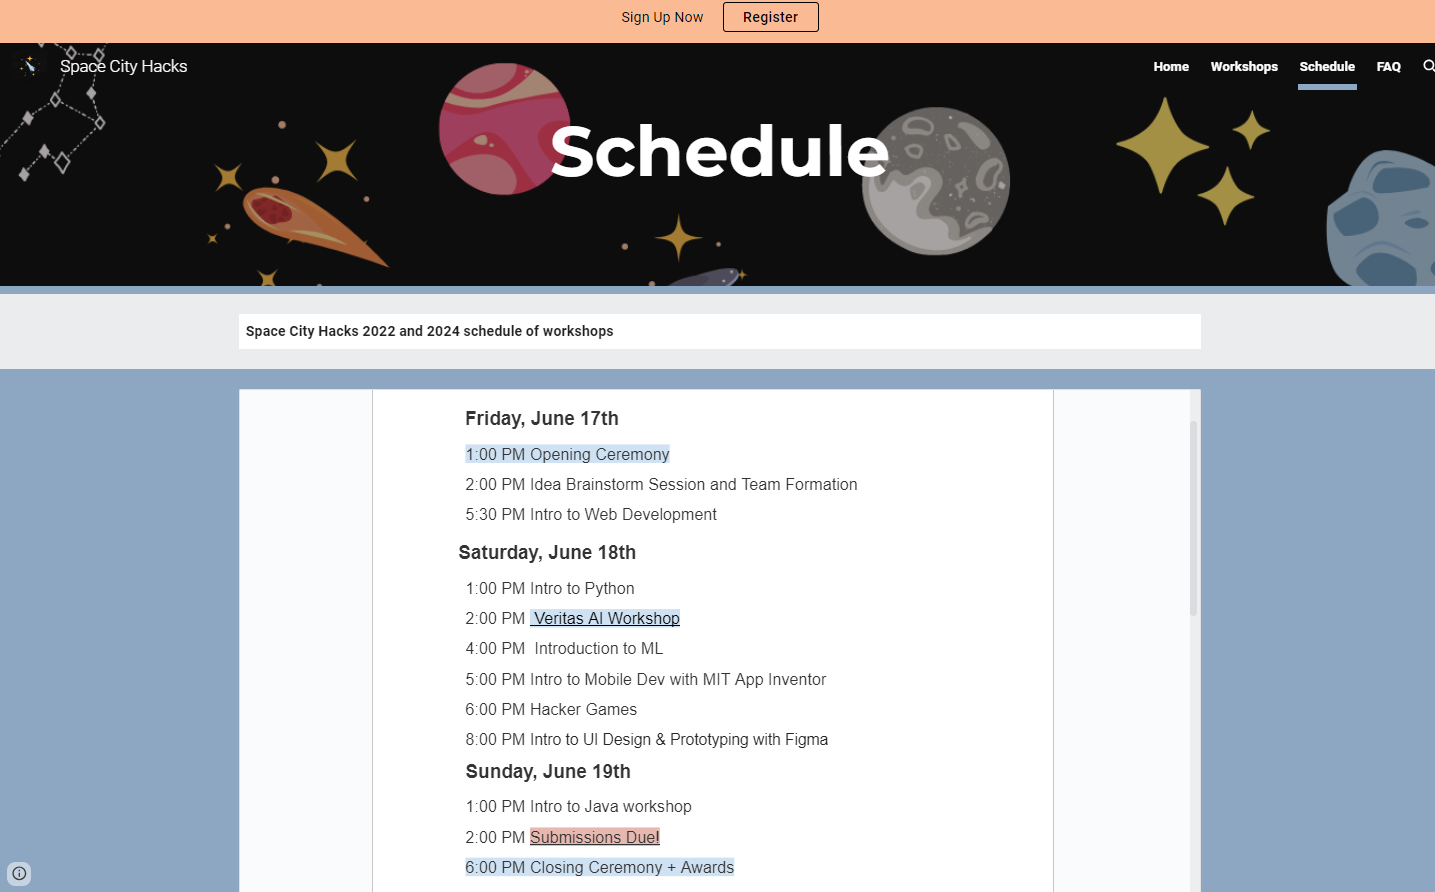 Sign Up Now Register
Space City Hacks
Home Workshops Schedule FAQ
Schedule
Space City Hacks 2022 and 2024 schedule of workshops
Friday, June 17th
1:00 PM Opening Ceremony
2:00 PM Idea Brainstorm Session and Team Formation
5:30 PM Intro to Web Development
Saturday, June 18th
1:00 PM Intro to Python
2:00 PM Veritas AI Workshop
4:00 PM Introduction to ML
5:00 PM Intro to Mobile Dev with MIT App Inventor
6:00 PM Hacker Games
8:00 PM Intro to UI Design & Prototyping with Figma
Sunday, June 19th
1:00 PM Intro to Java workshop
2:00 PM Submissions Due!
6:00 PM Closing Ceremony + Awards